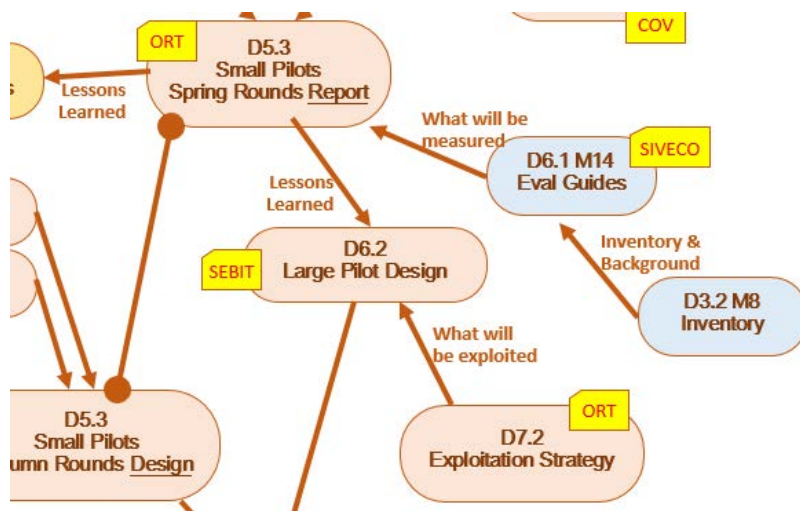 ORT
D5.3
Small Pilots
Spring Rounds Report
COV
Lessons
Learned
What will be
measured
SIVECO
D6.1 M14
Eval Guides
Lessons
Learned
D6.2
Large Pilot Design
SEBIT
Inventory &
Background
D3.2 M8
Inventory
What will
be exploited
ORT
D7.2
Exploitation Strategy
D5.3
Small Pilots
Rounds Design